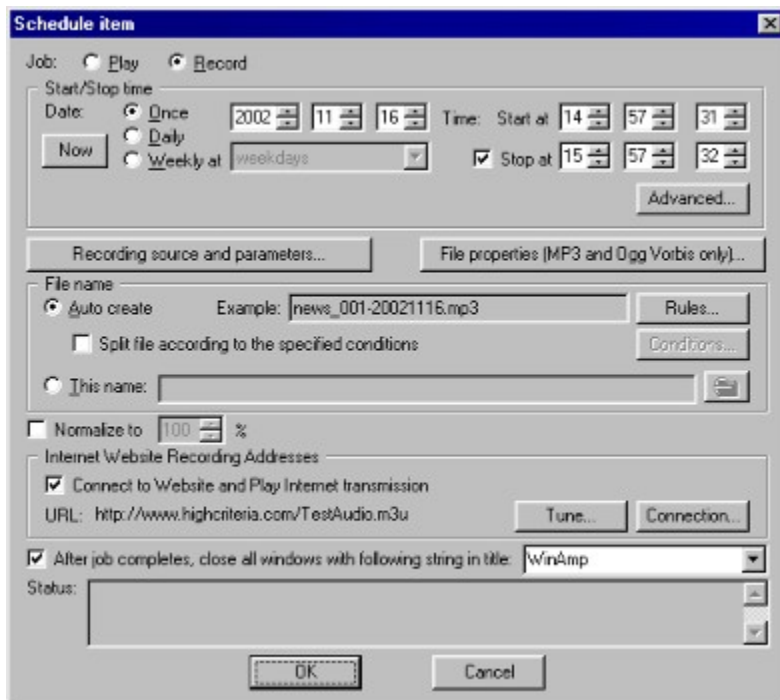 Schedule item
Job: Play Record
Start/Stop time
Date: Once 2002 11 16 Time: Start at 14 57 31
Daily
Now Weekly at weekdays Stop at 15 57 32
Advanced...
Recording source and parameters... File properties (MP3 and Ogg Vorbis only)...
File name
Auto create Example: news_001-20021116.mp3 Rules...
Split file according to the specified conditions Conditions...
This name:
Normalize to 100 %
Internet Website Recording Addresses
Connect to Website and Play Internet transmission
URL: http://www.highcriteria.com/TestAudio.m3u Tune... Connection...
After job completes, close all windows with following string in title: WinAmp
Status:
OK Cancel